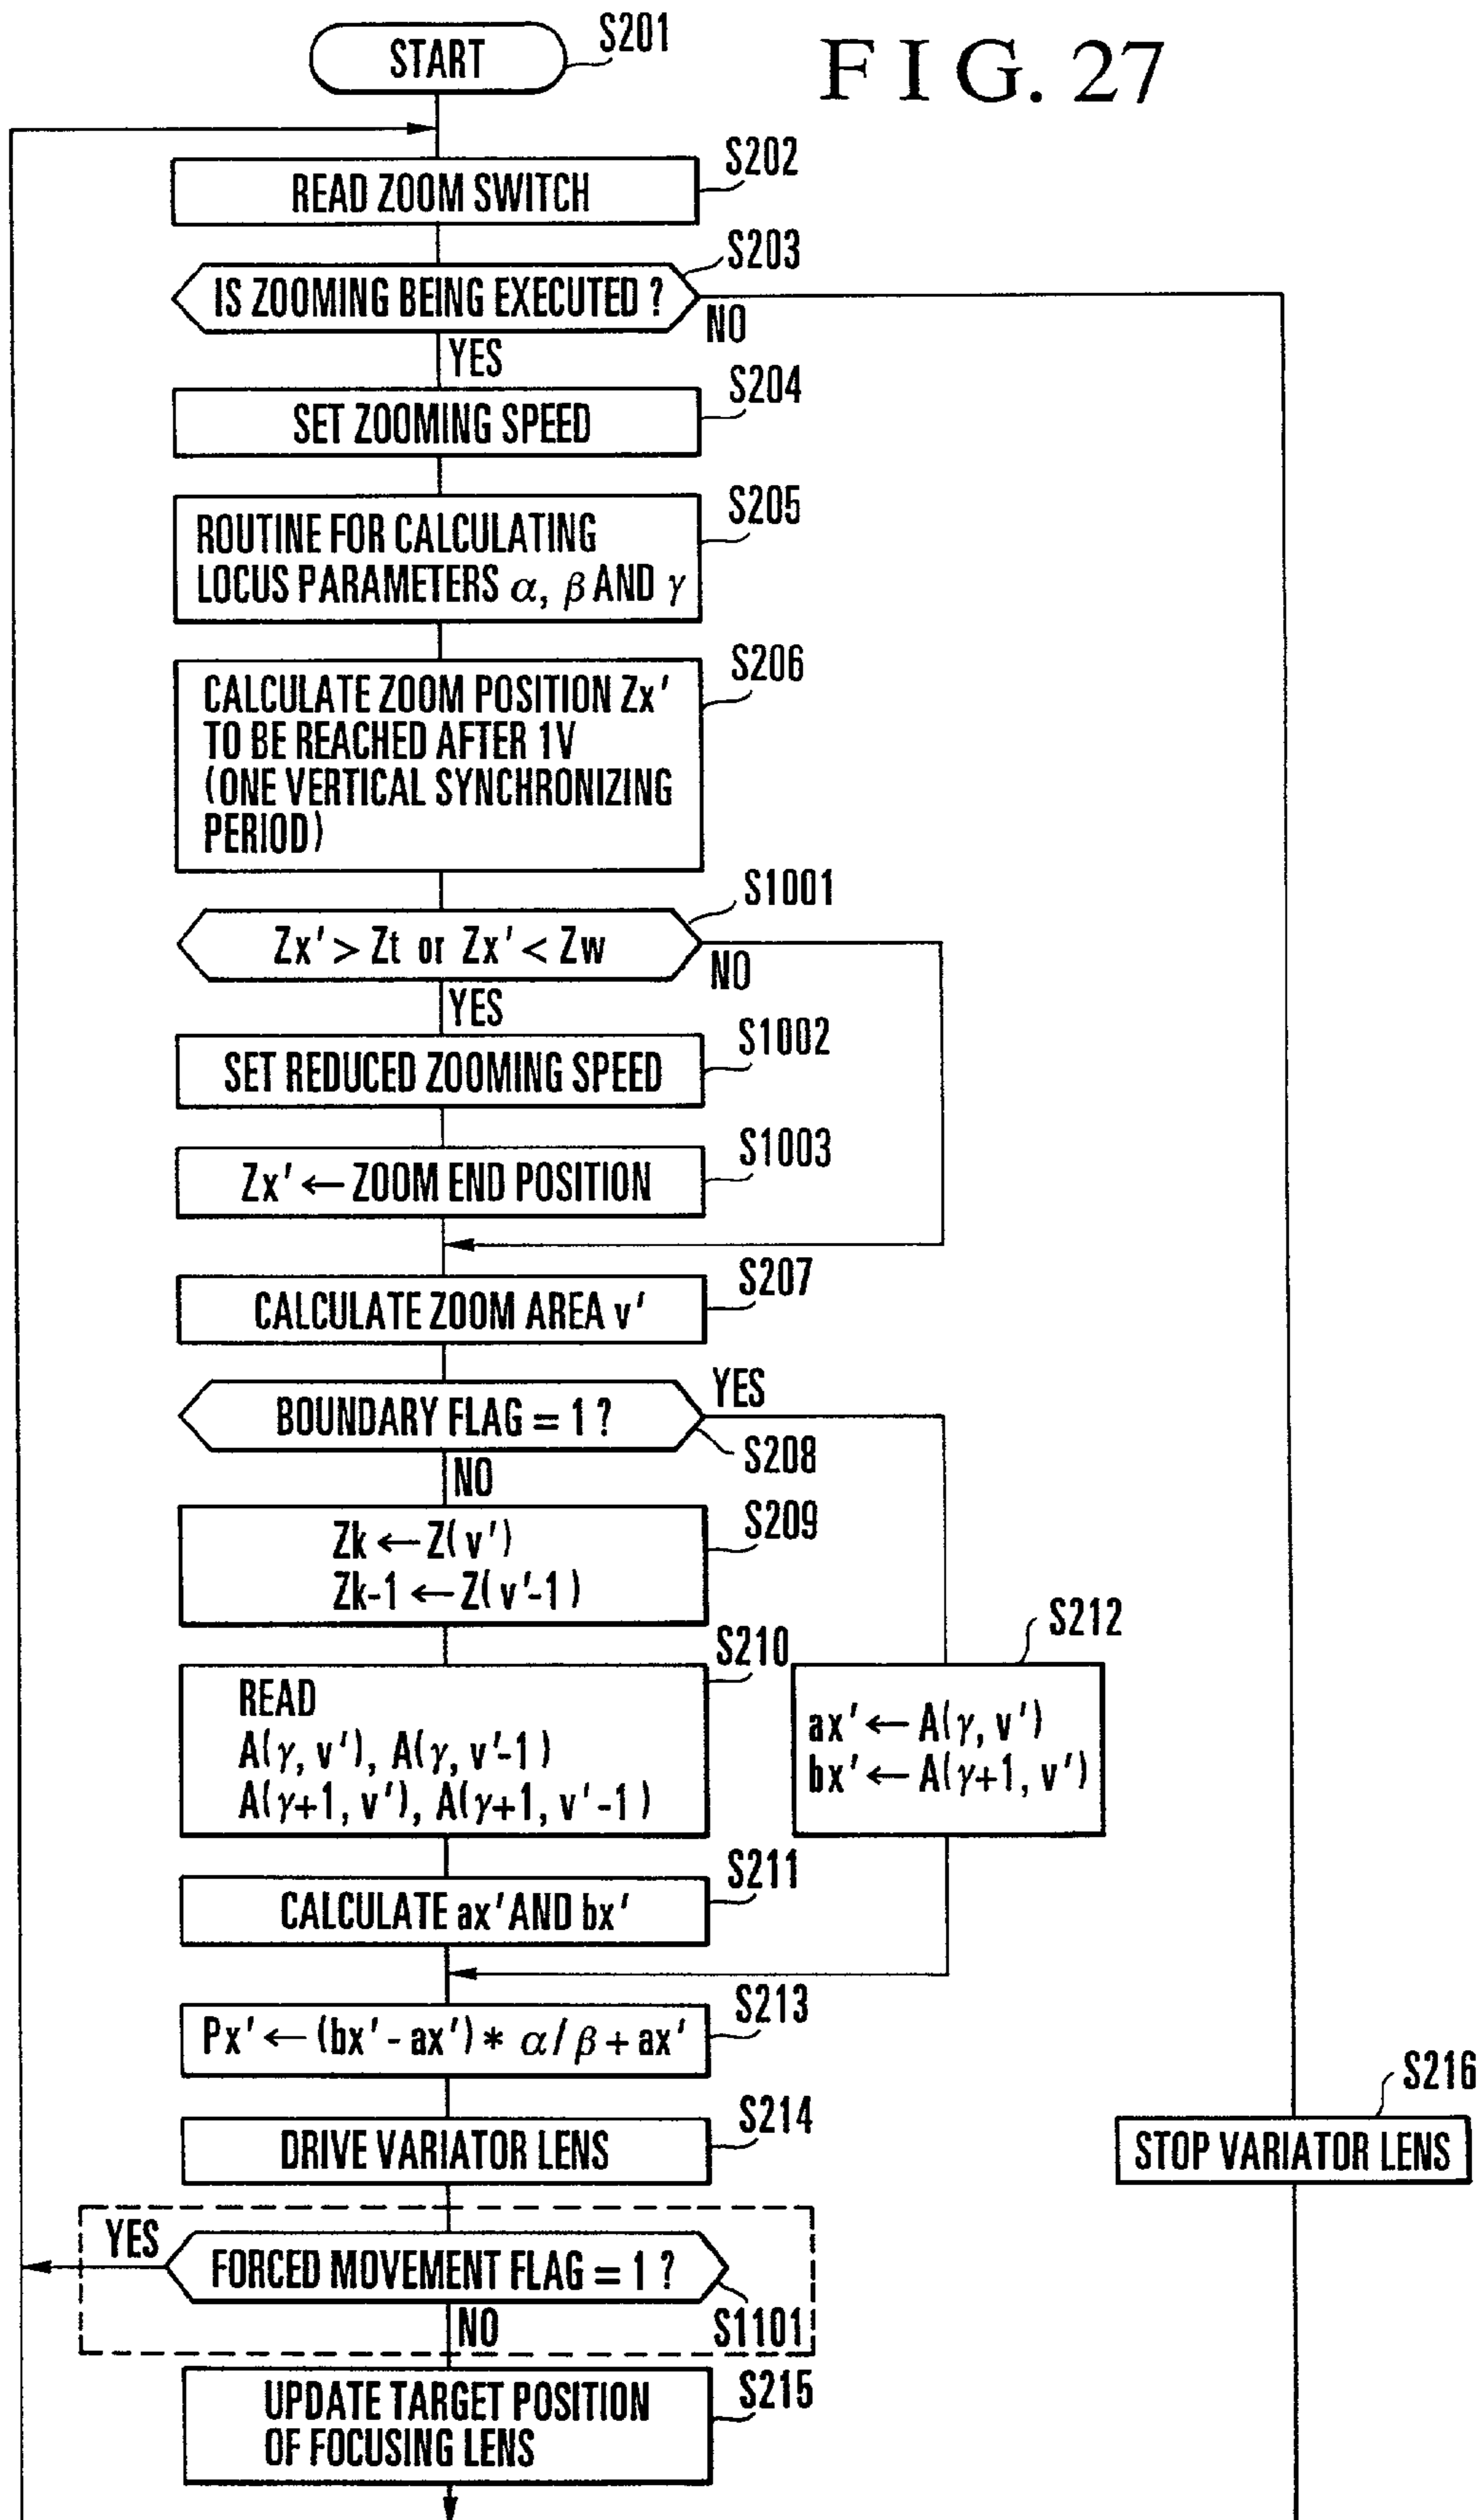 START
S201
FIG. 27
READ ZOOM SWITCH
S202
IS ZOOMING BEING EXECUTED ?
S203
NO
YES
SET ZOOMING SPEED
S204
ROUTINE FOR CALCULATING
LOCUS PARAMETERS α, β AND γ
S205
CALCULATE ZOOM POSITION Zx'
TO BE REACHED AFTER 1V
(ONE VERTICAL SYNCHRONIZING
PERIOD)
S206
Zx' > Zt or Zx' < Zw
S1001
NO
YES
SET REDUCED ZOOMING SPEED
S1002
Zx' ← ZOOM END POSITION
S1003
CALCULATE ZOOM AREA v'
S207
BOUNDARY FLAG = 1 ?
YES
S208
NO
Zk ← Z(v')
Zk-1 ← Z(v'-1)
S209
READ
A(γ, v'), A(γ, v'-1)
A(γ+1, v'), A(γ+1, v'-1)
S210
ax' ← A(γ, v')
bx' ← A(γ+1, v')
S212
CALCULATE ax' AND bx'
S211
Px' ← (bx' - ax') * α / β + ax'
S213
DRIVE VARIATOR LENS
S214
STOP VARIATOR LENS
S216
YES
FORCED MOVEMENT FLAG = 1 ?
S1101
NO
UPDATE TARGET POSITION
OF FOCUSING LENS
S215